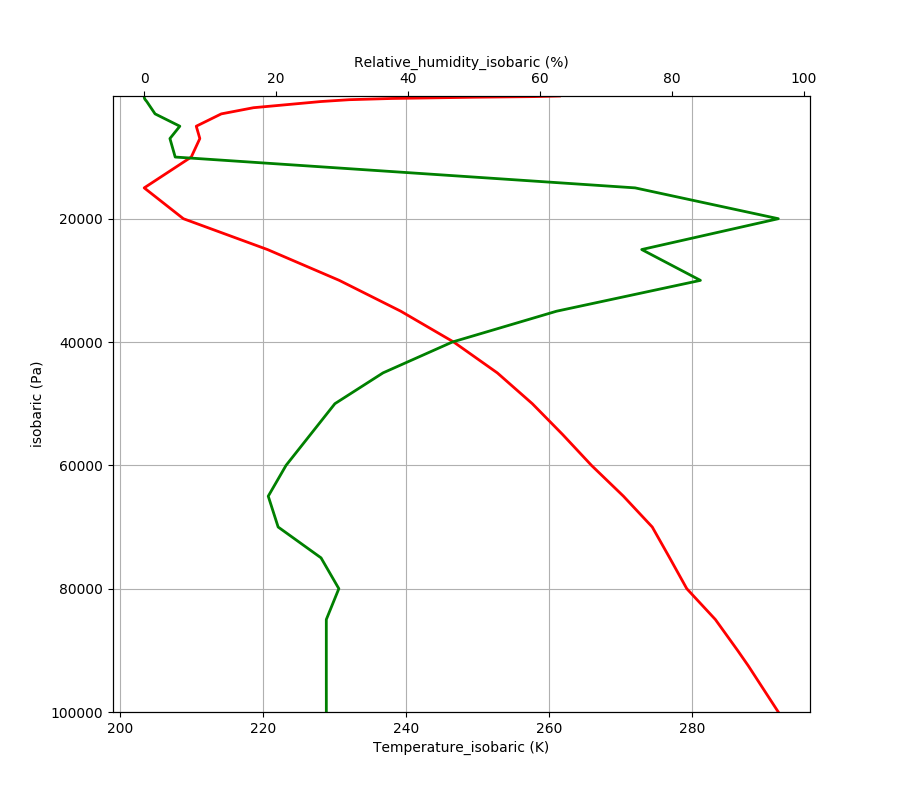 Relative_humidity_isobaric (%)
0 20 40 60 80 100
isobaric (Pa)
20000
40000
60000
80000
100000
200 220 240 260 280
Temperature_isobaric (K)